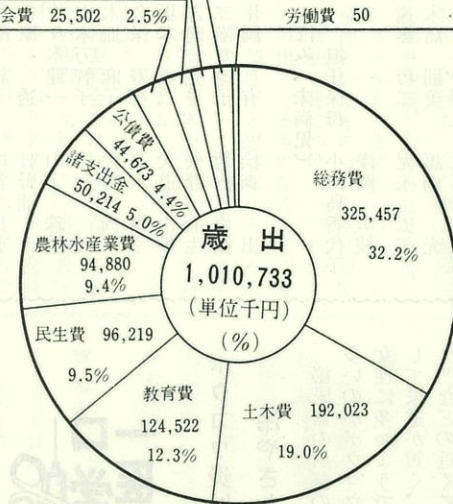 会費 25,502 2.5%
労働費 50
総務費
325,457
32.2%
土木費 192,023
19.0%
教育費
124,522
12.3%
民生費 96,219
9.5%
農林水産業費
94,880
9.4%
諸支出金
50,214 5.0%
公債費
44,673 4.4%
歳出
1,010,733
(単位千円)
(%)